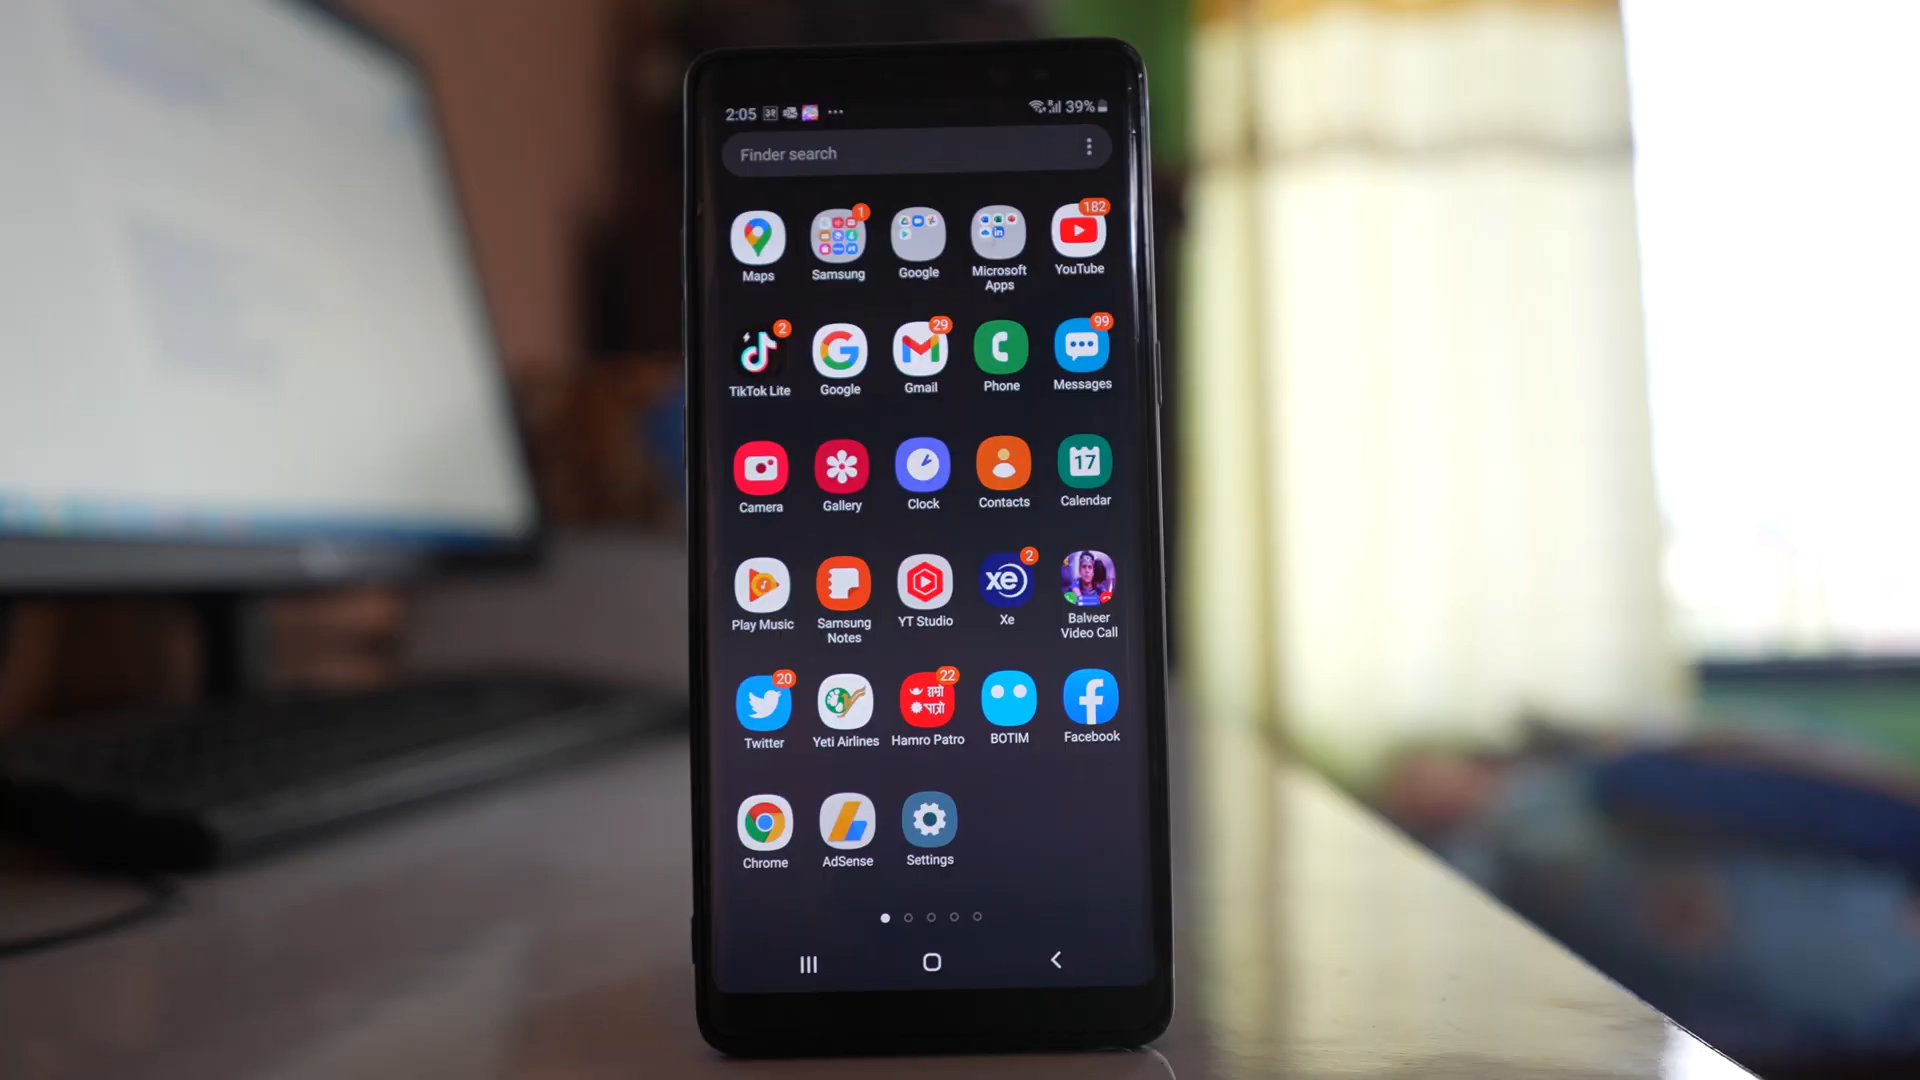 2:05 39%
Finder search
1 182
Maps Samsung Google Microsoft Apps YouTube
2 29 99
TikTok Lite Google Gmail Phone Messages
17
Camera Gallery Clock Contacts Calendar
xe 2
Play Music Samsung Notes YT Studio Xe Balveer Video Call
20 22
हाम्रो
पात्रो
Twitter Yeti Airlines Hamro Patro BOTIM Facebook
Chrome AdSense Settings